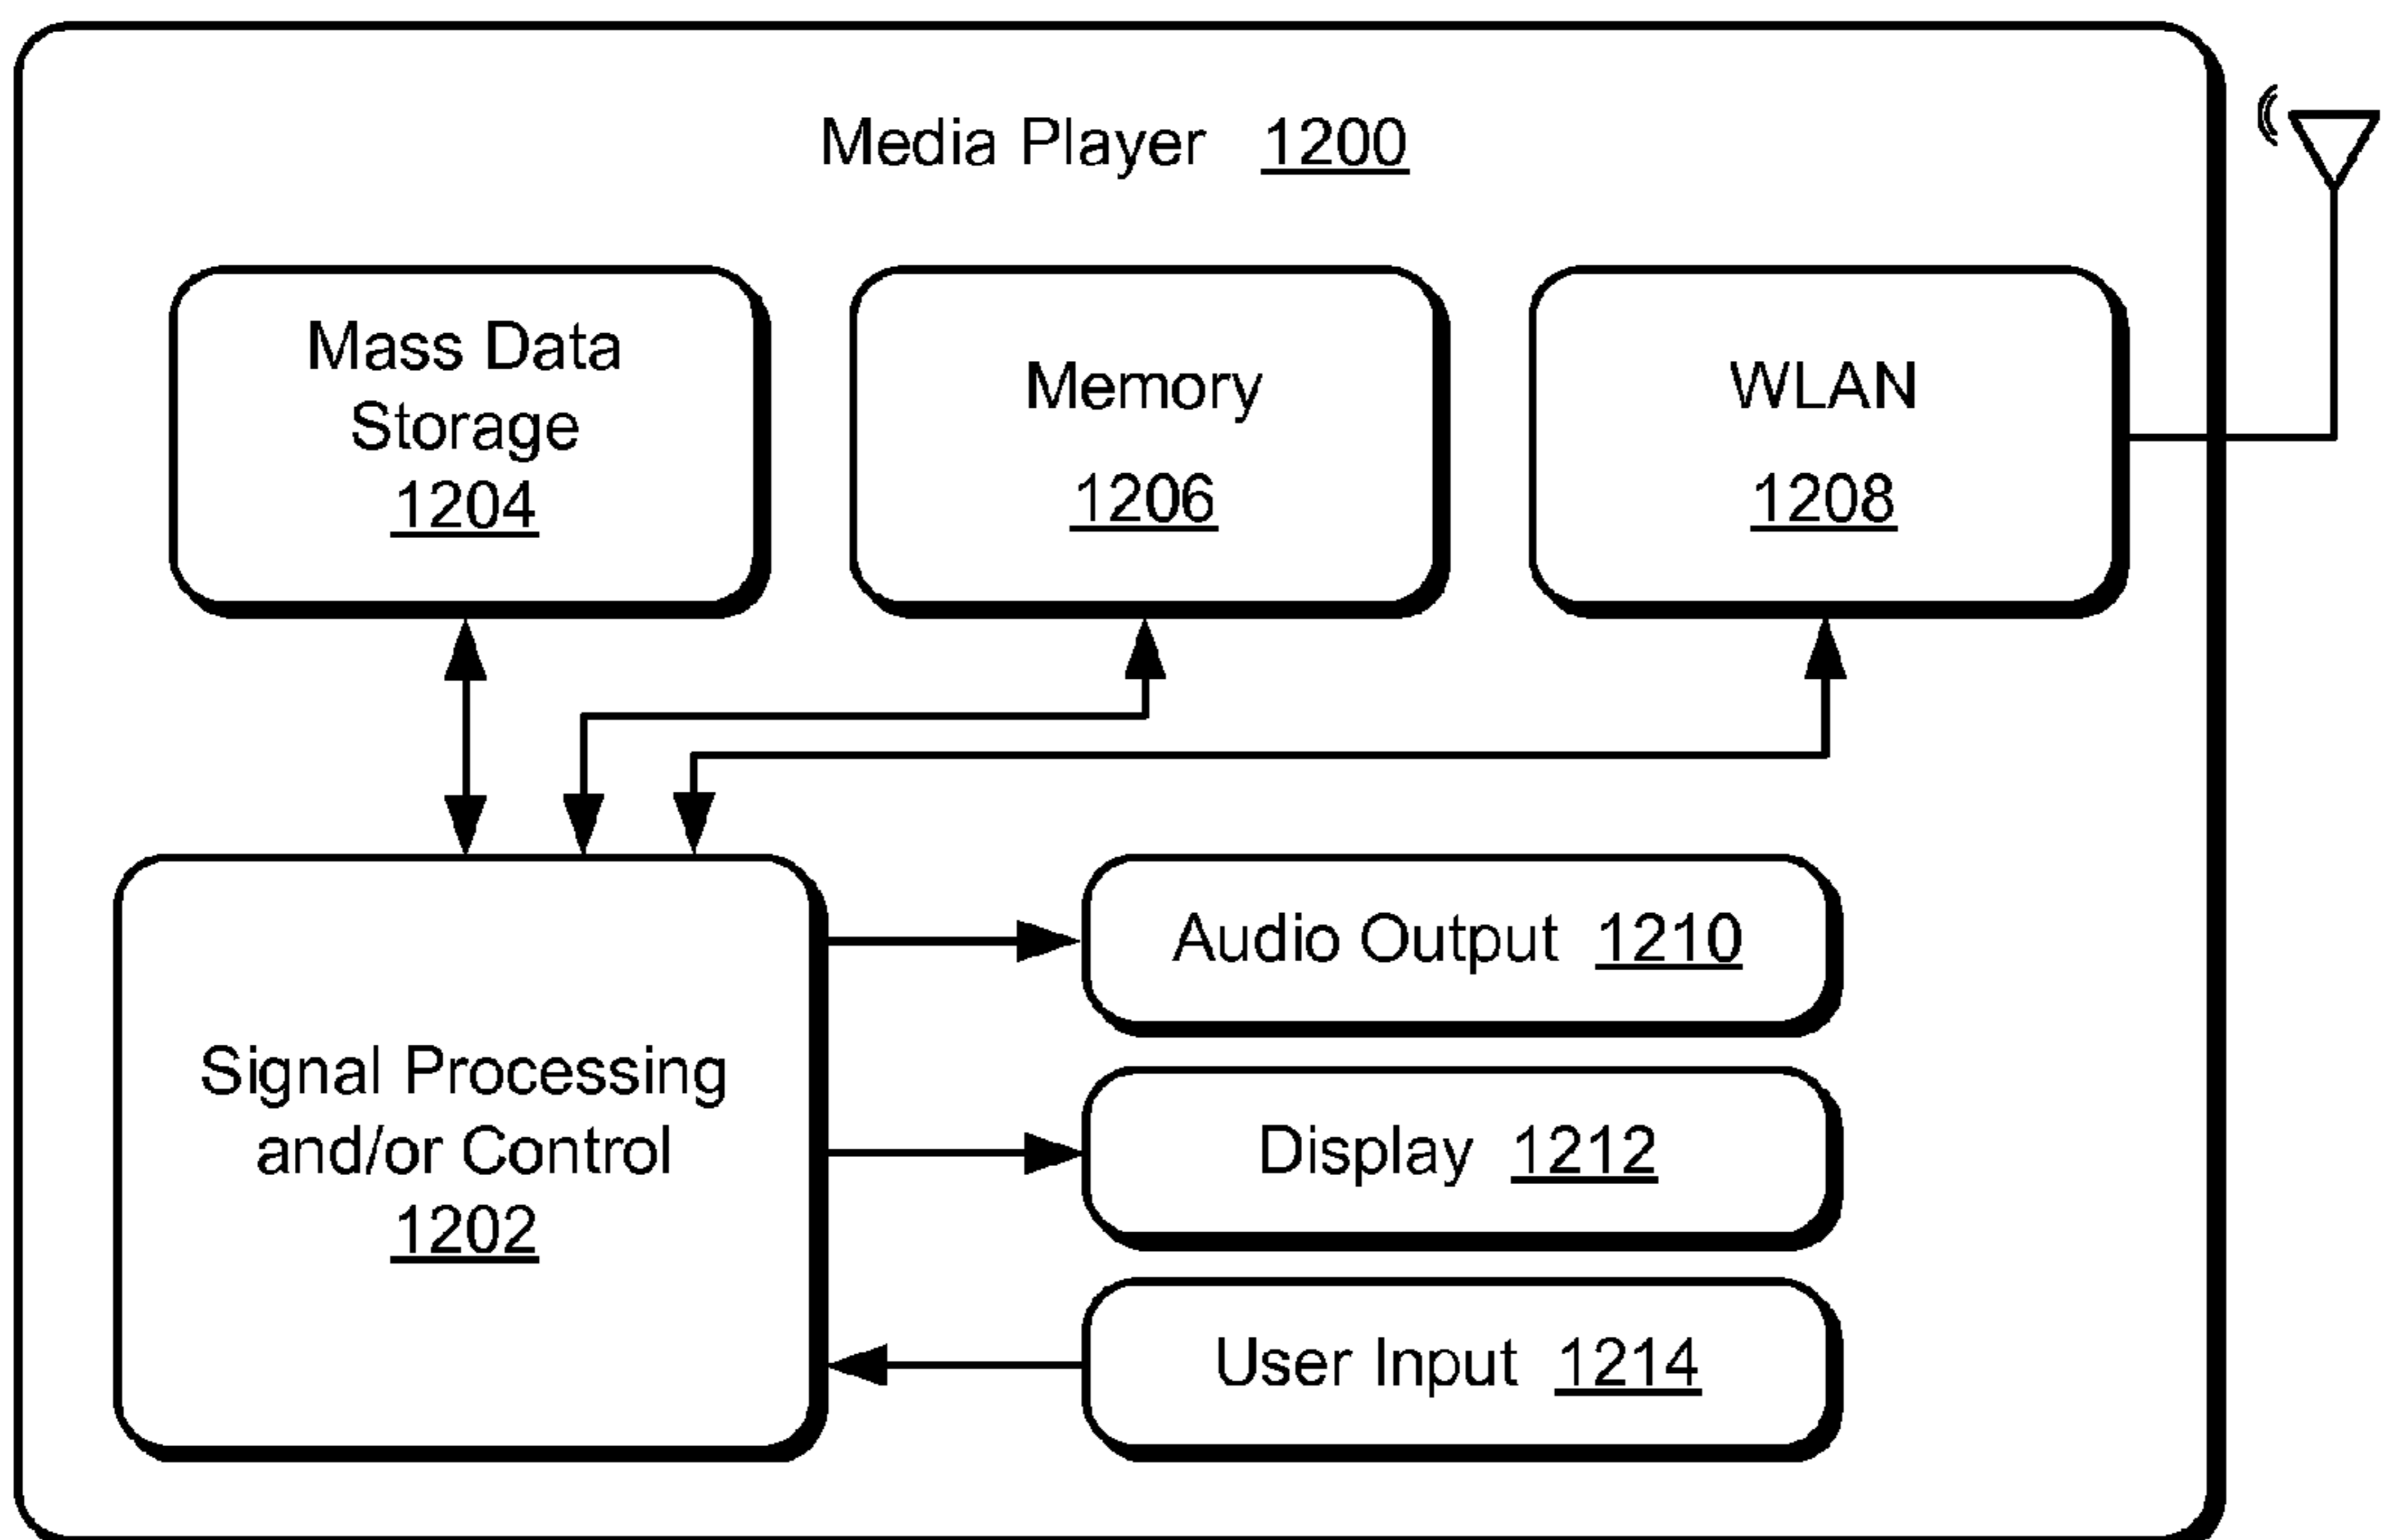 Media Player 1200
Mass Data
Storage
1204
Memory
1206
WLAN
1208
Signal Processing
and/or Control
1202
Audio Output 1210
Display 1212
User Input 1214